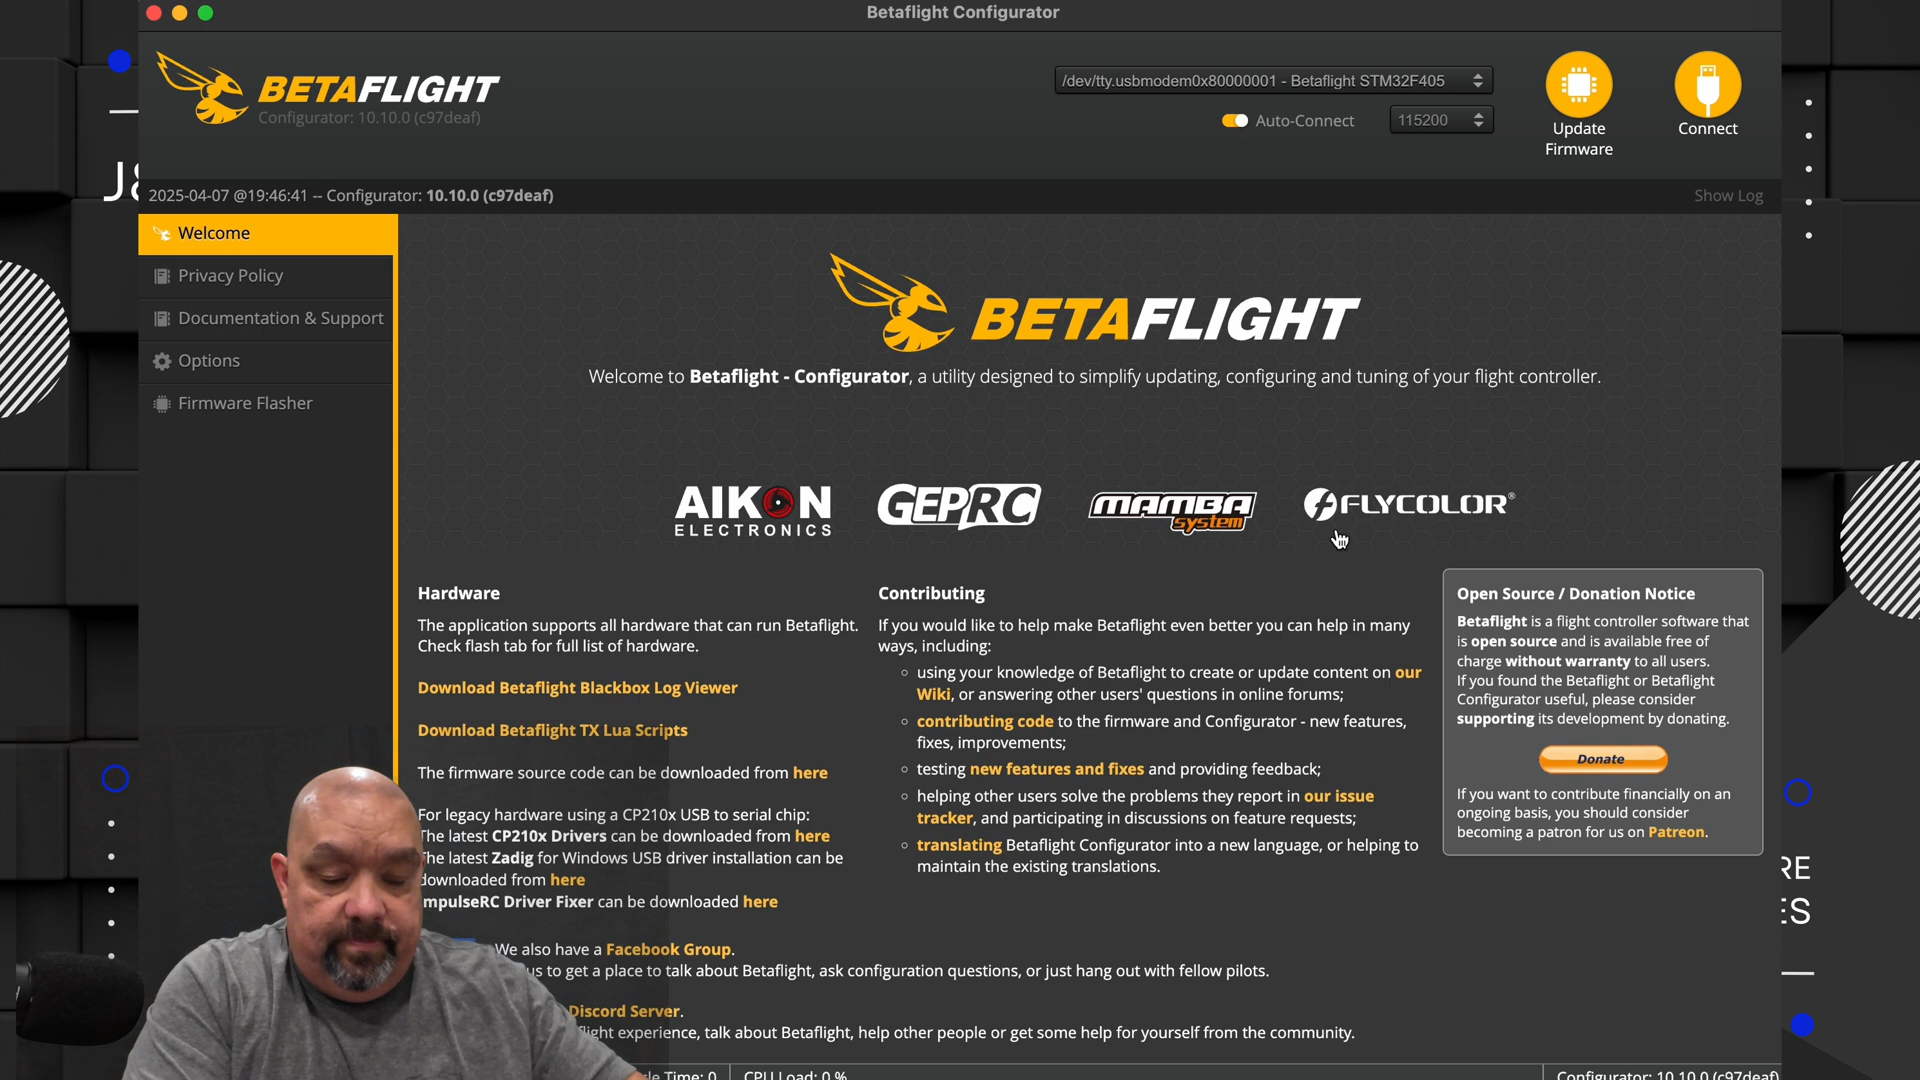 Betaflight Configurator
BETAFLIGHT
Configurator: 10.10.0 (c97deaf)
/dev/tty.usbmodem0x80000001 - Betaflight STM32F405
Auto-Connect
115200
Update
Firmware
Connect
2025-04-07 @19:46:41 -- Configurator: 10.10.0 (c97deaf)
Show Log
Welcome
Privacy Policy
Documentation & Support
Options
Firmware Flasher
BETAFLIGHT
Welcome to Betaflight - Configurator, a utility designed to simplify updating, configuring and tuning of your flight controller.
AIKON
ELECTRONICS
GEPRC
MAMBA
system
FLYCOLOR®
Hardware
The application supports all hardware that can run Betaflight.
Check flash tab for full list of hardware.
Download Betaflight Blackbox Log Viewer
Download Betaflight TX Lua Scripts
The firmware source code can be downloaded from here
For legacy hardware using a CP210x USB to serial chip:
The latest CP210x Drivers can be downloaded from here
The latest Zadig for Windows USB driver installation can be
downloaded from here
mpulseRC Driver Fixer can be downloaded here
Contributing
If you would like to help make Betaflight even better you can help in many
ways, including:
using your knowledge of Betaflight to create or update content on our
Wiki, or answering other users' questions in online forums;
contributing code to the firmware and Configurator - new features,
fixes, improvements;
testing new features and fixes and providing feedback;
helping other users solve the problems they report in our issue
tracker, and participating in discussions on feature requests;
translating Betaflight Configurator into a new language, or helping to
maintain the existing translations.
Open Source / Donation Notice
Betaflight is a flight controller software that
is open source and is available free of
charge without warranty to all users.
If you found the Betaflight or Betaflight
Configurator useful, please consider
supporting its development by donating.
Donate
If you want to contribute financially on an
ongoing basis, you should consider
becoming a patron for us on Patreon.
We also have a Facebook Group.
us to get a place to talk about Betaflight, ask configuration questions, or just hang out with fellow pilots.
Discord Server.
flight experience, talk about Betaflight, help other people or get some help for yourself from the community.
Time: 0
CPU Load: 0 %
Configurator: 10.10.0 (c97deaf)
J&
RE
ES